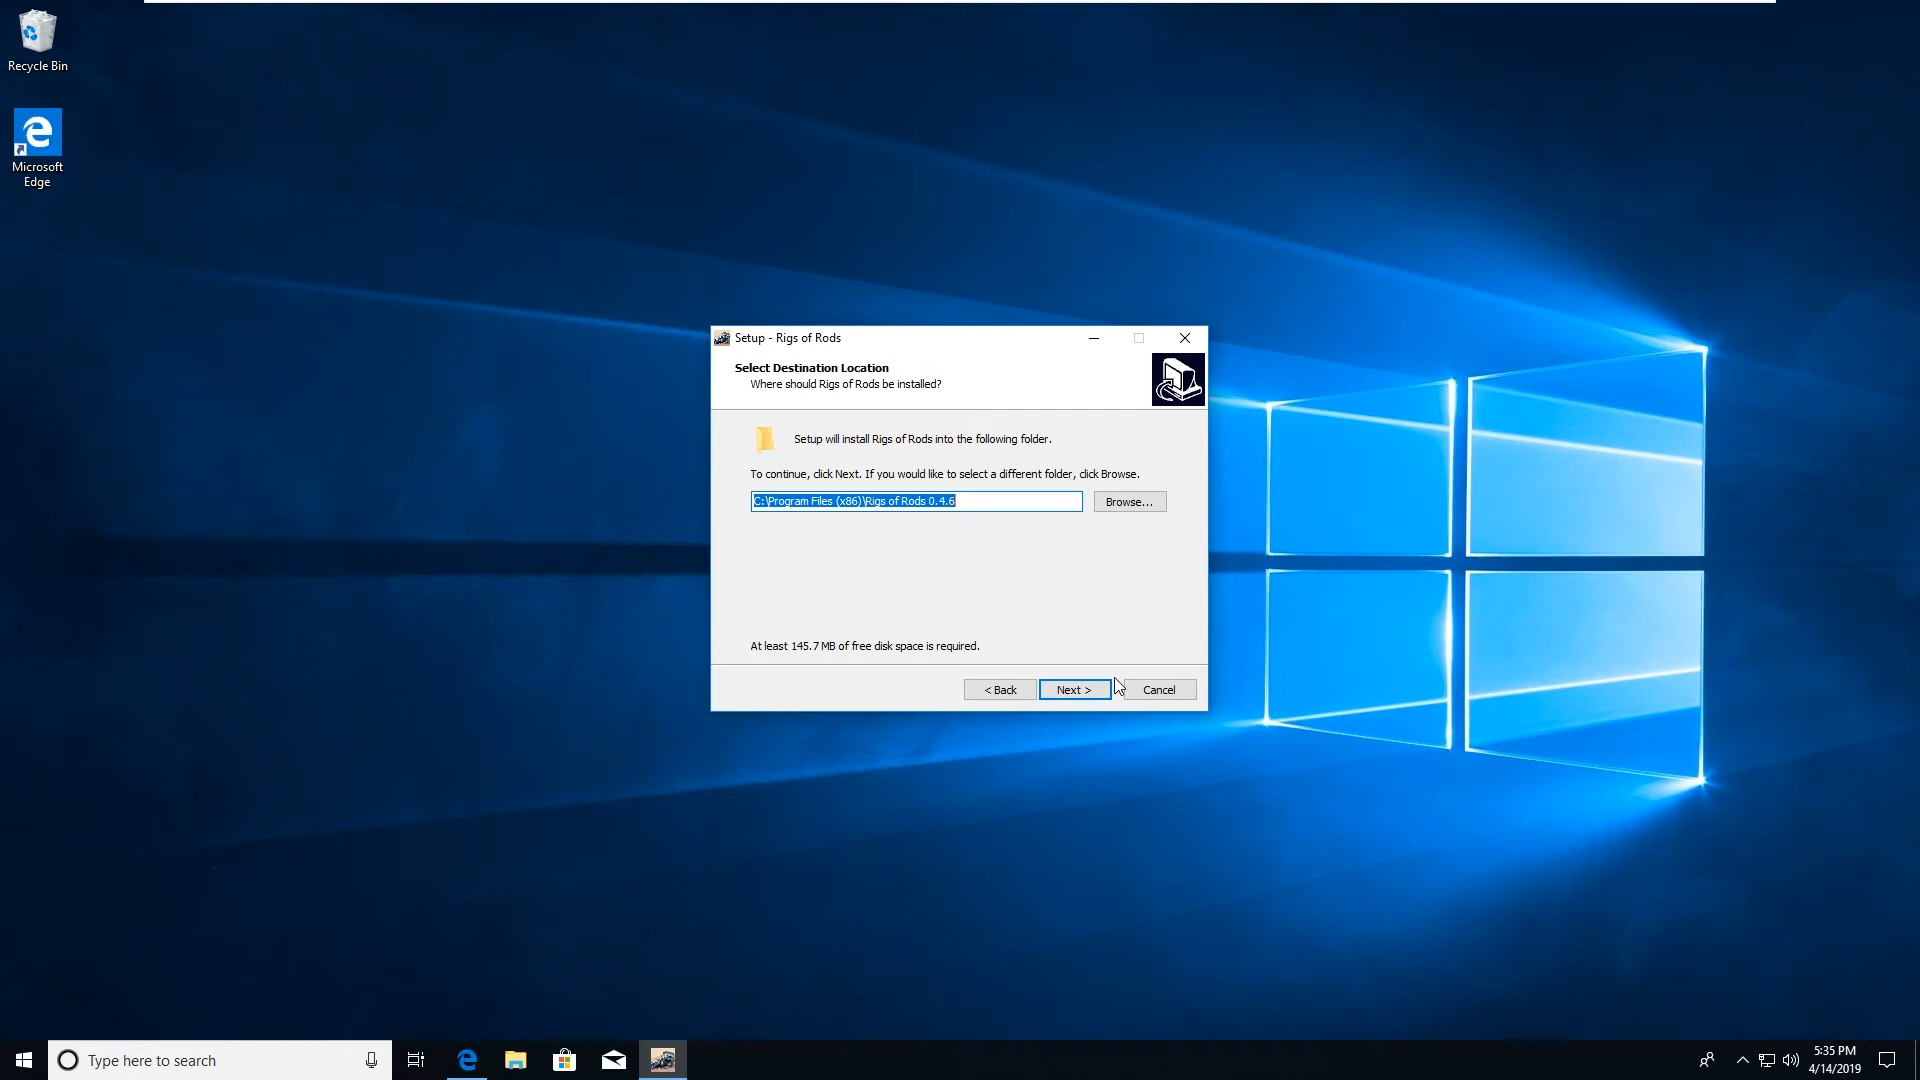 Recycle Bin
Microsoft
Edge
Setup - Rigs of Rods
Select Destination Location
Where should Rigs of Rods be installed?
Setup will install Rigs of Rods into the following folder.
To continue, click Next. If you would like to select a different folder, click Browse.
C:\Program Files (x86)\Rigs of Rods 0.4.6
Browse...
At least 145.7 MB of free disk space is required.
< Back
Next >
Cancel
Type here to search
5:35 PM
4/14/2019